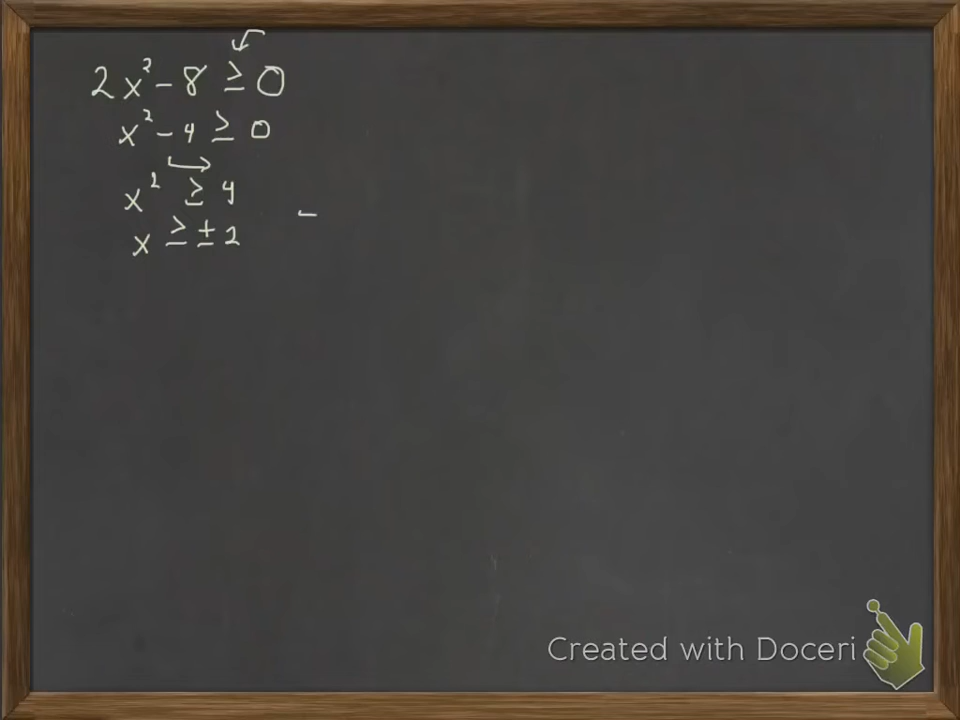 2x² - 8 ≥ 0
x² - 4 ≥ 0
x² ≥ 4
x ≥ ± 2
Created with Doceri